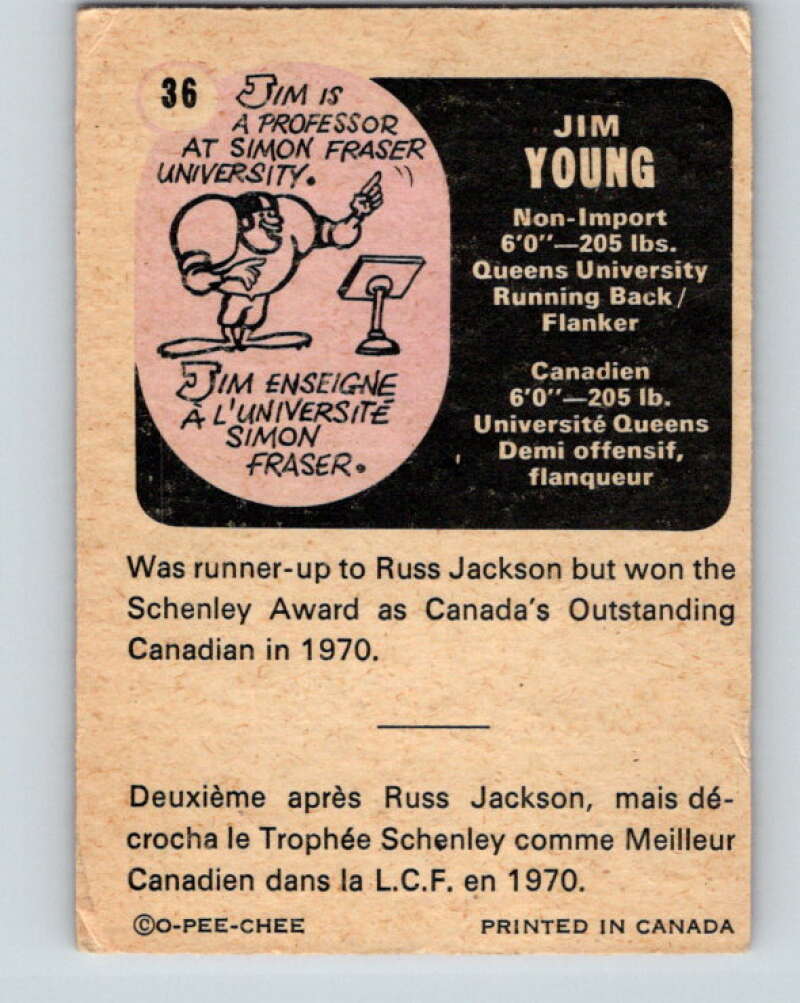 36
JIM IS
A PROFESSOR
AT SIMON FRASER
UNIVERSITY.
JIM ENSEIGNE
À L'UNIVERSITÉ
SIMON
FRASER.
JIM
YOUNG
Non-Import
6'0"—205 lbs.
Queens University
Running Back/
Flanker
Canadien
6'0"—205 lb.
Université Queens
Demi offensif,
flanqueur
Was runner-up to Russ Jackson but won the
Schenley Award as Canada's Outstanding
Canadian in 1970.
Deuxième après Russ Jackson, mais dé-
crocha le Trophée Schenley comme Meilleur
Canadien dans la L.C.F. en 1970.
©O-PEE-CHEE PRINTED IN CANADA